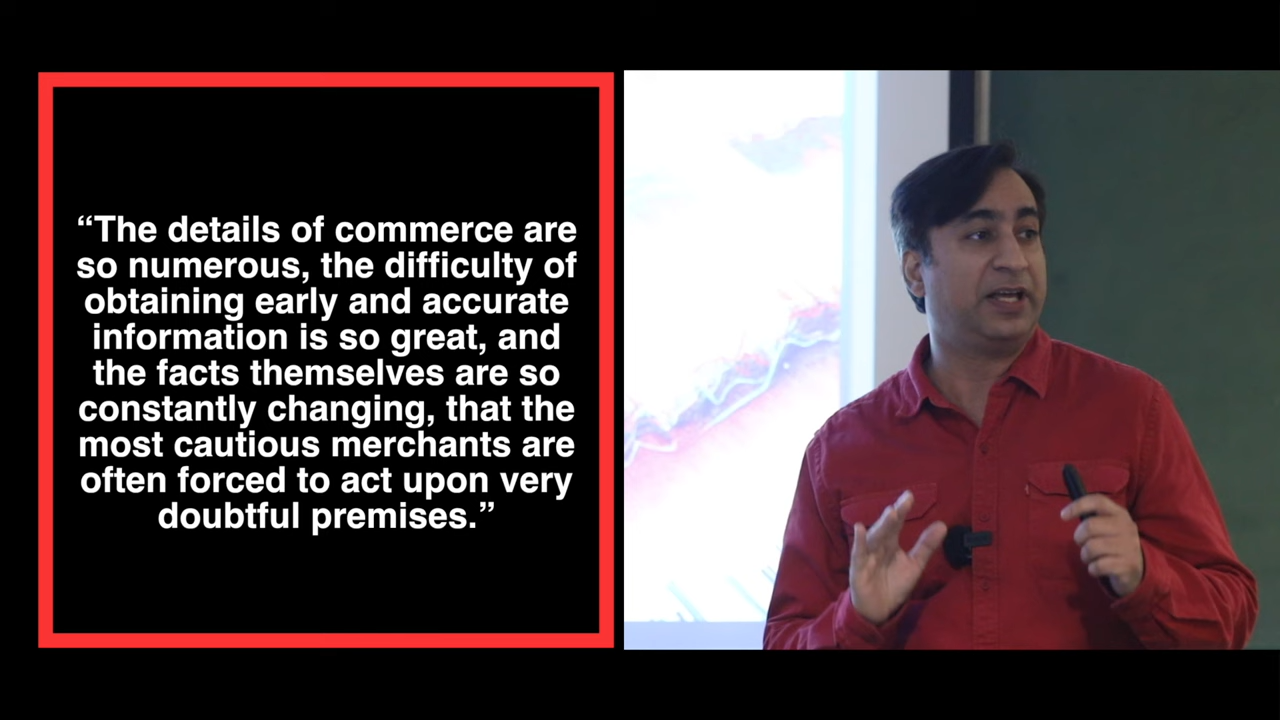 “The details of commerce are
so numerous, the difficulty of
obtaining early and accurate
information is so great, and
the facts themselves are so
constantly changing, that the
most cautious merchants are
often forced to act upon very
doubtful premises.”